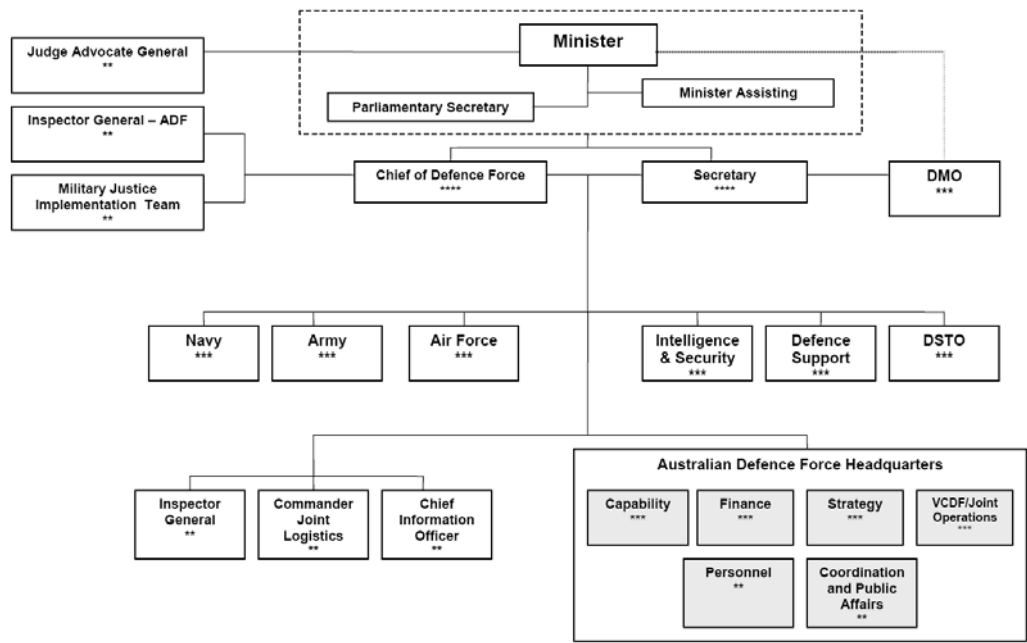 Minister
Judge Advocate General
**
Parliamentary Secretary
Minister Assisting
Inspector General – ADF
**
Military Justice
Implementation Team
**
Chief of Defence Force
****
Secretary
****
DMO
***
Navy
***
Army
***
Air Force
***
Intelligence
& Security
***
Defence
Support
***
DSTO
***
Inspector
General
**
Commander
Joint
Logistics
**
Chief
Information
Officer
**
Australian Defence Force Headquarters
Capability
***
Finance
***
Strategy
***
VCDF/Joint
Operations
***
Personnel
**
Coordination
and Public
Affairs
**